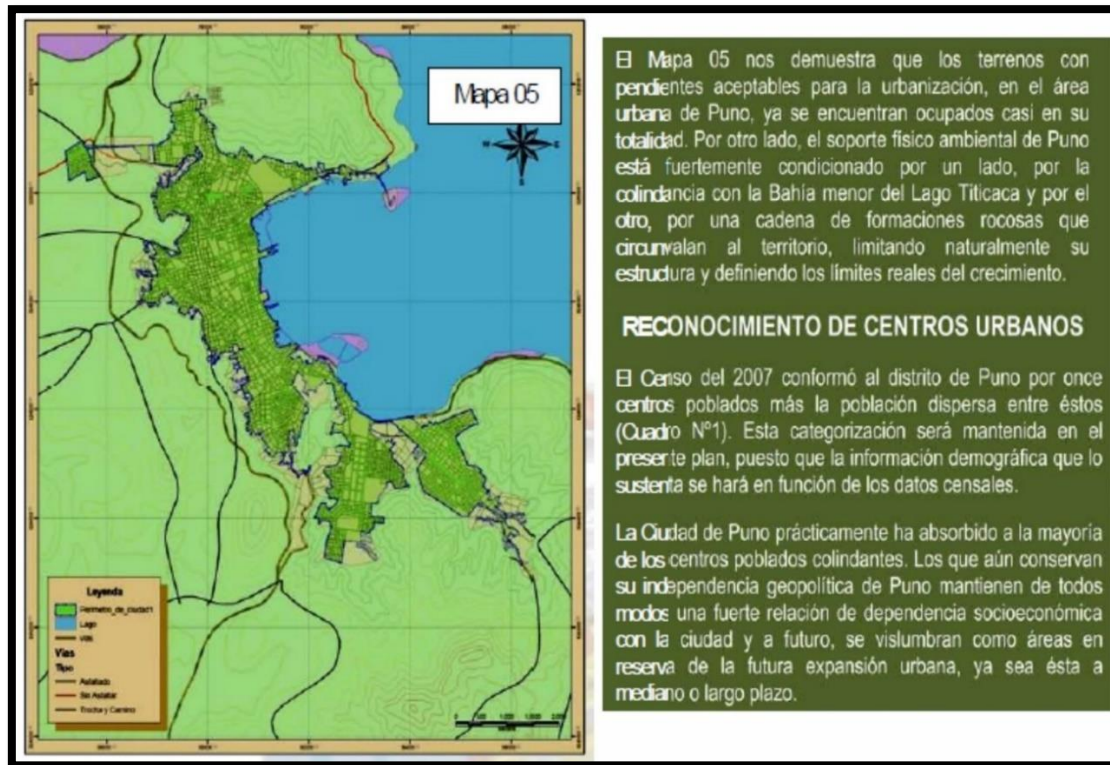 Mapa 05
Leyenda
Perimetro_de_ciudad1
Lago
vias
Vias
Tipo
Asfaltado
Sin Asfaltar
Trocha y Camino
El Mapa 05 nos demuestra que los terrenos con
pendientes aceptables para la urbanización, en el área
urbana de Puno, ya se encuentran ocupados casi en su
totalidad. Por otro lado, el soporte físico ambiental de Puno
está fuertemente condicionado por un lado, por la
colindancia con la Bahía menor del Lago Titicaca y por el
otro, por una cadena de formaciones rocosas que
circunvalan al territorio, limitando naturalmente su
estructura y definiendo los límites reales del crecimiento.
RECONOCIMIENTO DE CENTROS URBANOS
El Censo del 2007 conformó al distrito de Puno por once
centros poblados más la población dispersa entre éstos
(Cuadro Nº1). Esta categorización será mantenida en el
presente plan, puesto que la información demográfica que lo
sustenta se hará en función de los datos censales.
La Ciudad de Puno prácticamente ha absorbido a la mayoría
de los centros poblados colindantes. Los que aún conservan
su independencia geopolítica de Puno mantienen de todos
modos una fuerte relación de dependencia socioeconómica
con la ciudad y a futuro, se vislumbran como áreas en
reserva de la futura expansión urbana, ya sea ésta a
mediano o largo plazo.